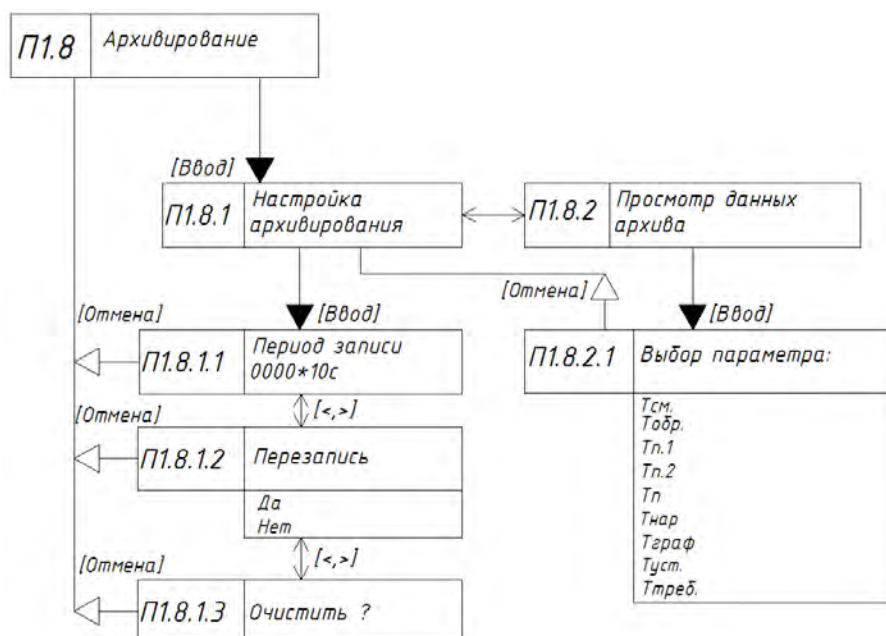 П1.8 Архивирование
[Ввод]
П1.8.1 Настройка
архивирования
П1.8.2 Просмотр данных
архива
[Отмена]
[Ввод]
[Отмена]
[Ввод]
П1.8.1.1 Период записи
0000*10с
П1.8.2.1 Выбор параметра:
[<,>]
[Отмена]
П1.8.1.2 Перезапись
Да
Нет
[<,>]
[Отмена]
П1.8.1.3 Очистить ?
Тсм.
Тобр.
Тп.1
Тп.2
Тп
Тнар
Тграф
Туст.
Ттреб.